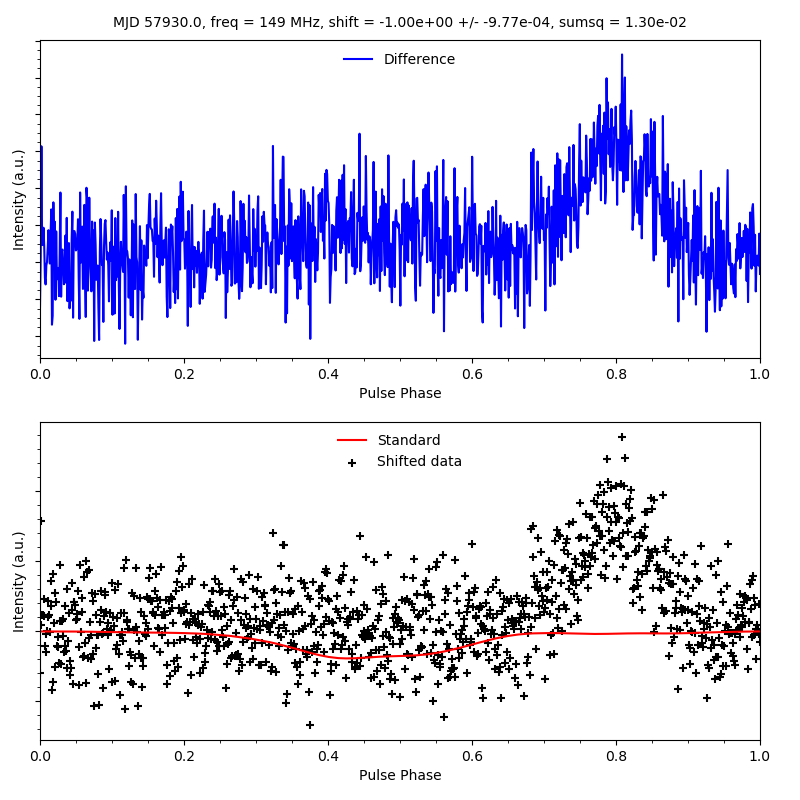 MJD 57930.0, freq = 149 MHz, shift = -1.00e+00 +/- -9.77e-04, sumsq = 1.30e-02
Difference
Intensity (a.u.)
0.0 0.2 0.4 0.6 0.8 1.0
Pulse Phase
Standard
Shifted data
Intensity (a.u.)
0.0 0.2 0.4 0.6 0.8 1.0
Pulse Phase